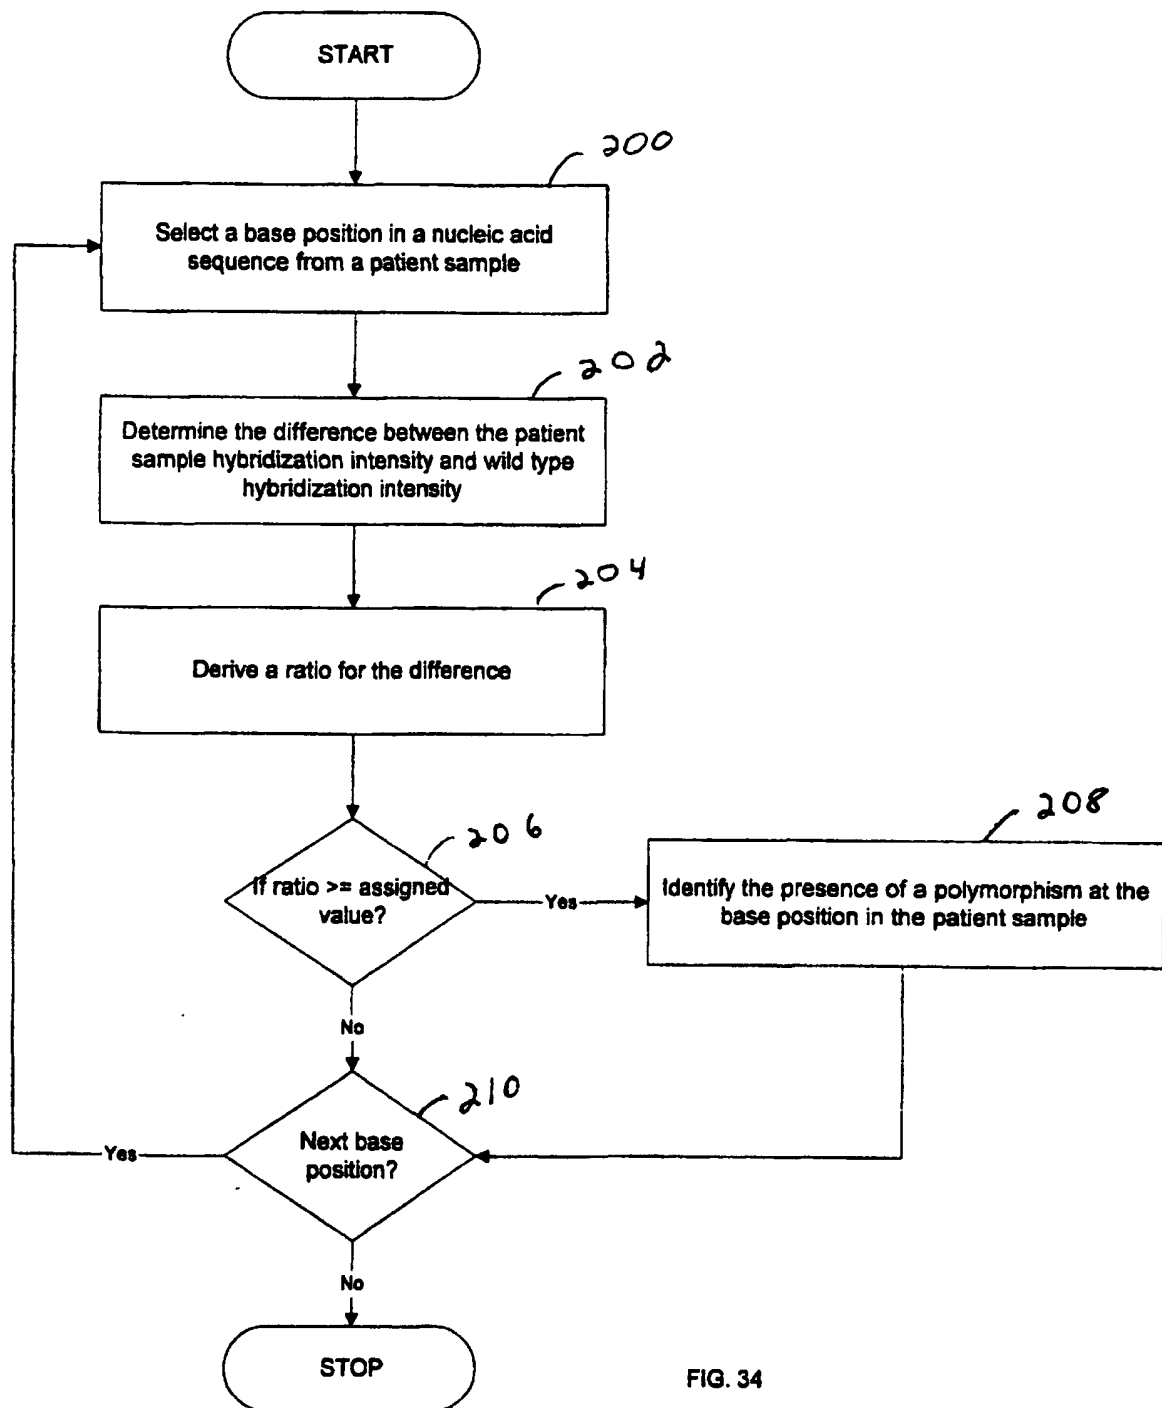 START
200
Select a base position in a nucleic acid
sequence from a patient sample
202
Determine the difference between the patient
sample hybridization intensity and wild type
hybridization intensity
204
Derive a ratio for the difference
206
If ratio >= assigned
value?
Yes
208
Identify the presence of a polymorphism at the
base position in the patient sample
No
210
Next base
position?
Yes
No
STOP
FIG. 34